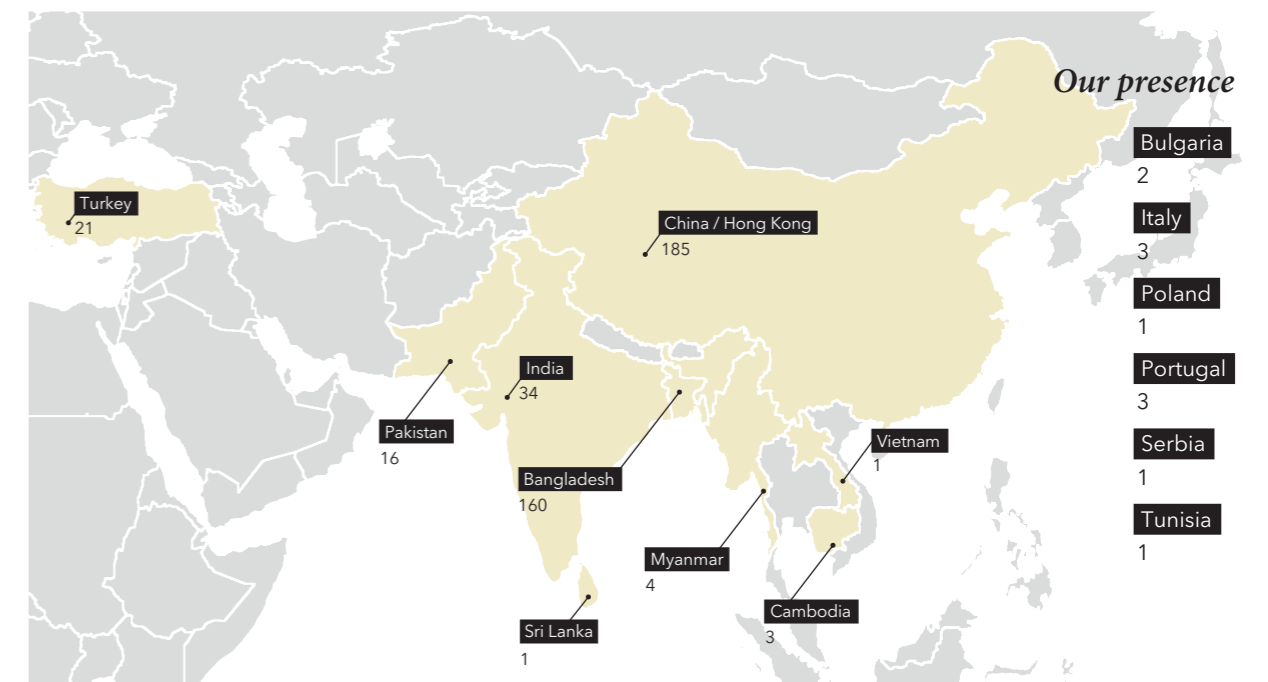 Our presence
Turkey
21
China / Hong Kong
185
India
34
Pakistan
16
Bangladesh
160
Vietnam
1
Myanmar
4
Cambodia
3
Sri Lanka
1
Bulgaria
2
Italy
3
Poland
1
Portugal
3
Serbia
1
Tunisia
1